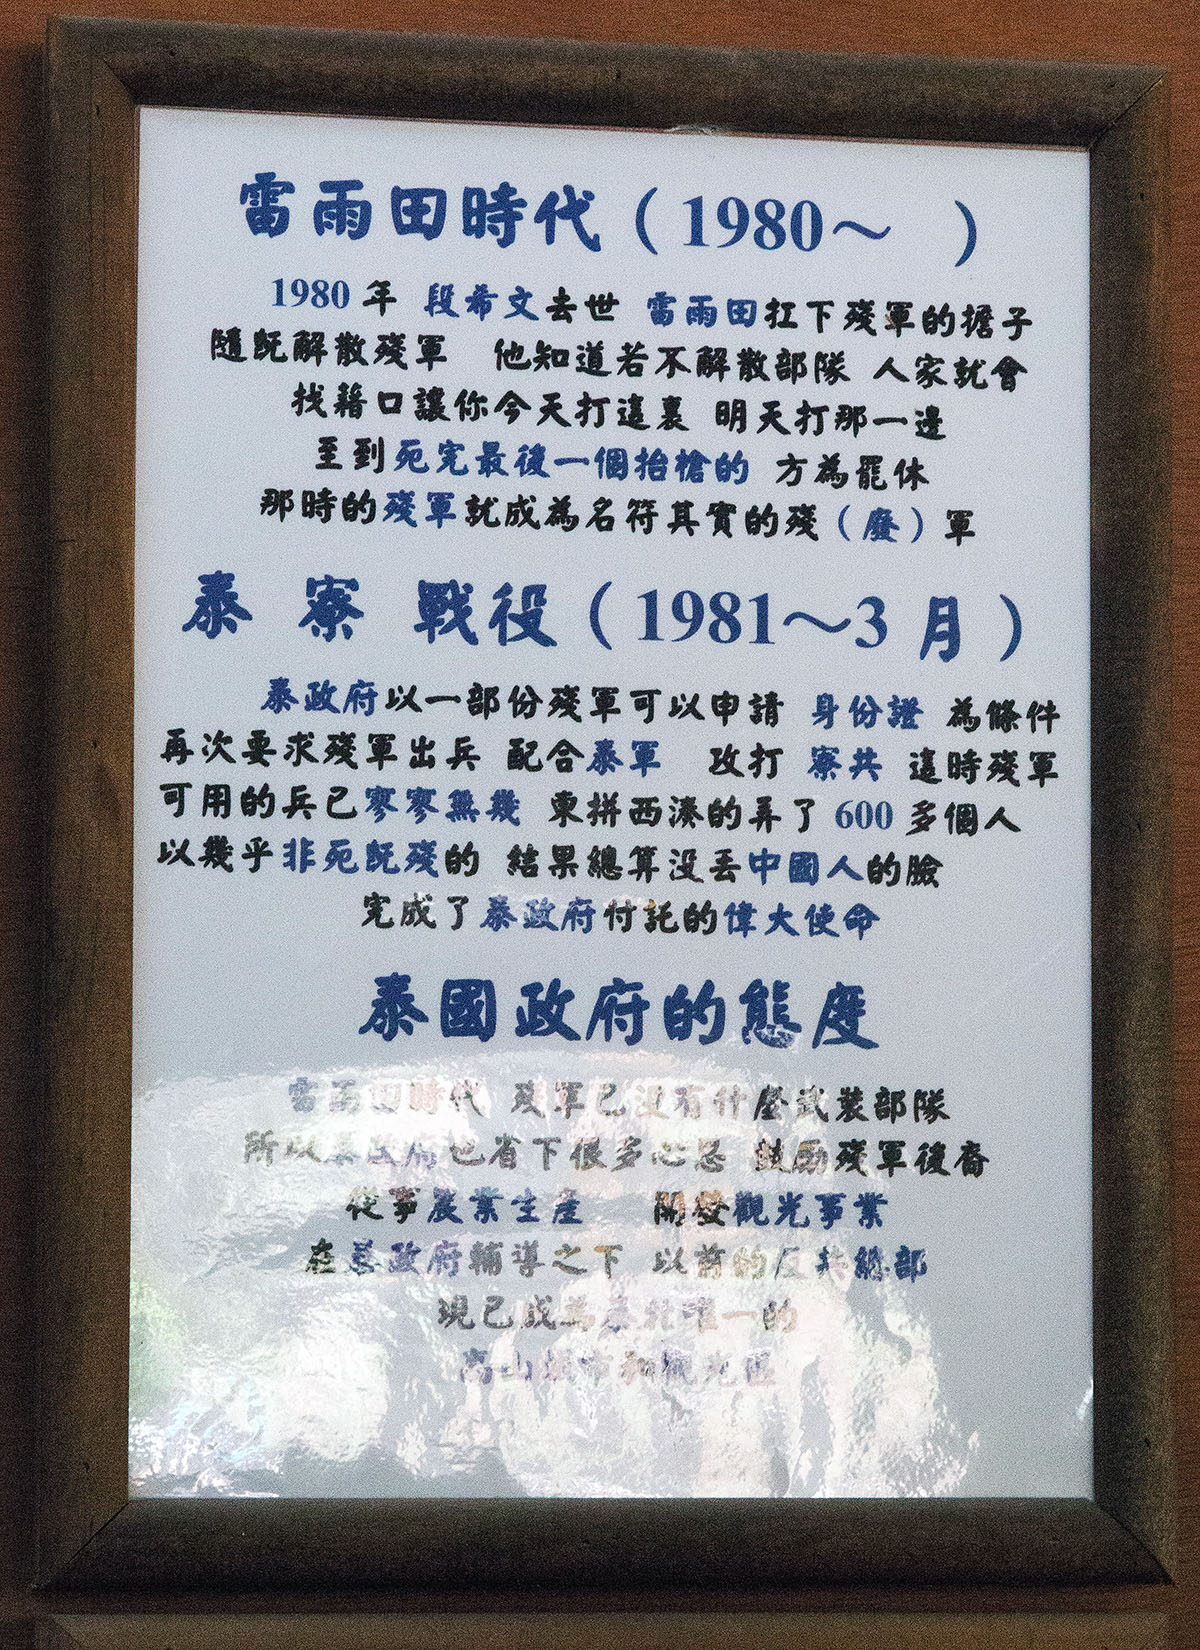 雷雨田時代（1980～　）
1980 年 段希文去世 雷雨田扛下殘軍的擔子
隨既解散殘軍 他知道若不解散部隊 人家就會
找藉口讓你今天打這裏 明天打那一邊
至到死完最後一個抬槍的 方為罷休
那時的殘軍就成為名符其實的殘（廢）軍
泰 寮 戰役（1981～3 月）
泰政府以一部份殘軍可以申請 身份證 為條件
再次要求殘軍出兵 配合泰軍 攻打 寮共 這時殘軍
可用的兵已寥寥無幾 東拼西湊的弄了 600 多個人
以幾乎非死既殘的 結果總算没丟中國人的臉
完成了泰政府付託的偉大使命
泰國政府的態度
雷雨田時代 殘軍已没有什麼武裝部隊
所以泰政府也省下很多心思 鼓勵殘軍後裔
從事農業生產 開發觀光事業
在泰政府輔導之下 以前的反共總部
現已成為泰北唯一的
高山城市和觀光區